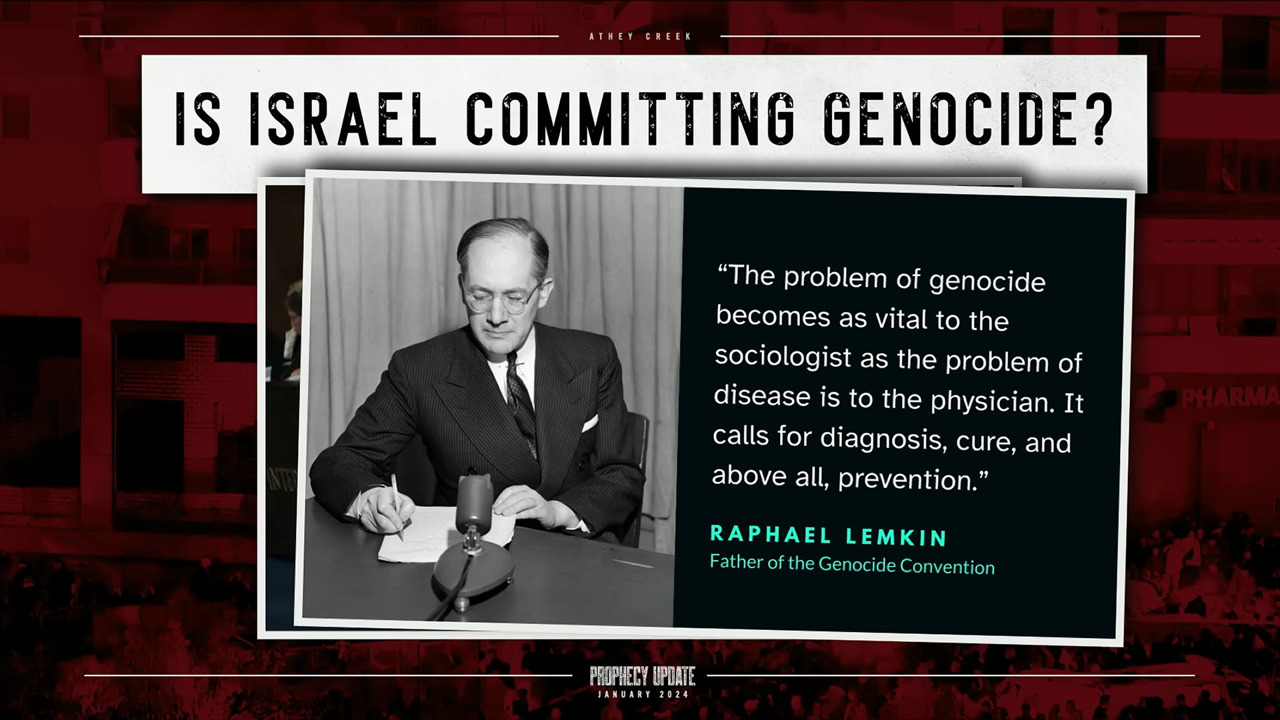 ATHEY CREEK
IS ISRAEL COMMITTING GENOCIDE?
“The problem of genocide
becomes as vital to the
sociologist as the problem of
disease is to the physician. It
calls for diagnosis, cure, and
above all, prevention.”
RAPHAEL LEMKIN
Father of the Genocide Convention
PHARMA
PROPHECY UPDATE
JANUARY 2024